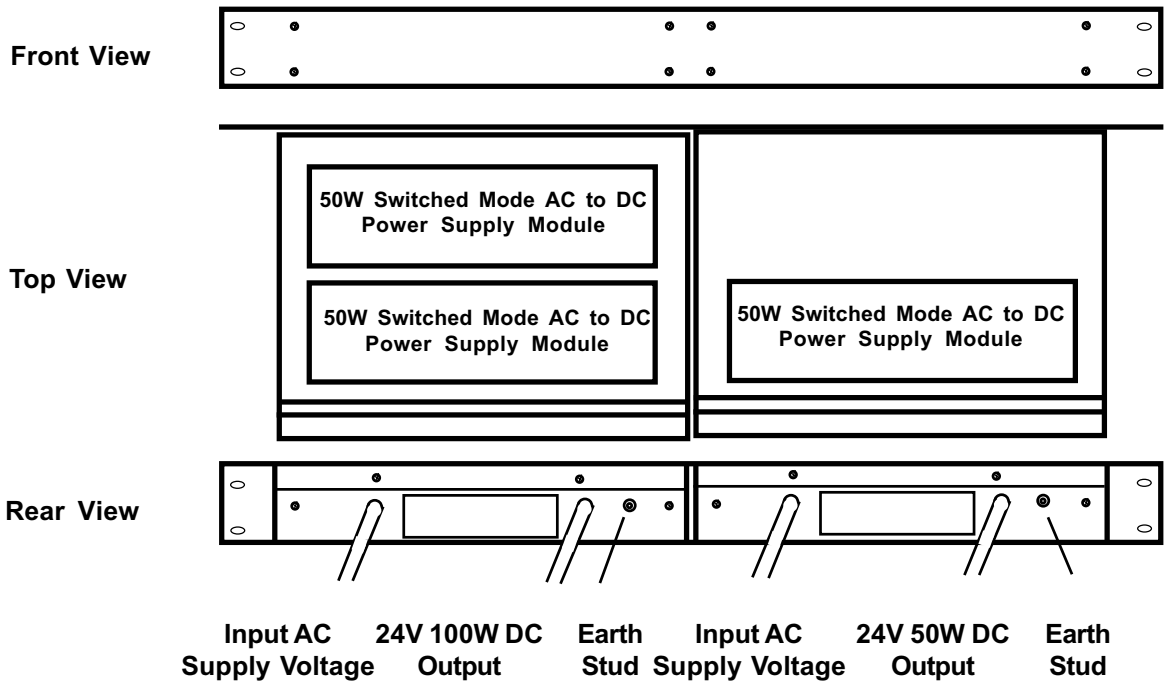 Front View
50W Switched Mode AC to DC
Power Supply Module
Top View
50W Switched Mode AC to DC
Power Supply Module
50W Switched Mode AC to DC
Power Supply Module
Rear View
Input AC
Supply Voltage
24V 100W DC
Output
Earth
Stud
Input AC
Supply Voltage
24V 50W DC
Output
Earth
Stud